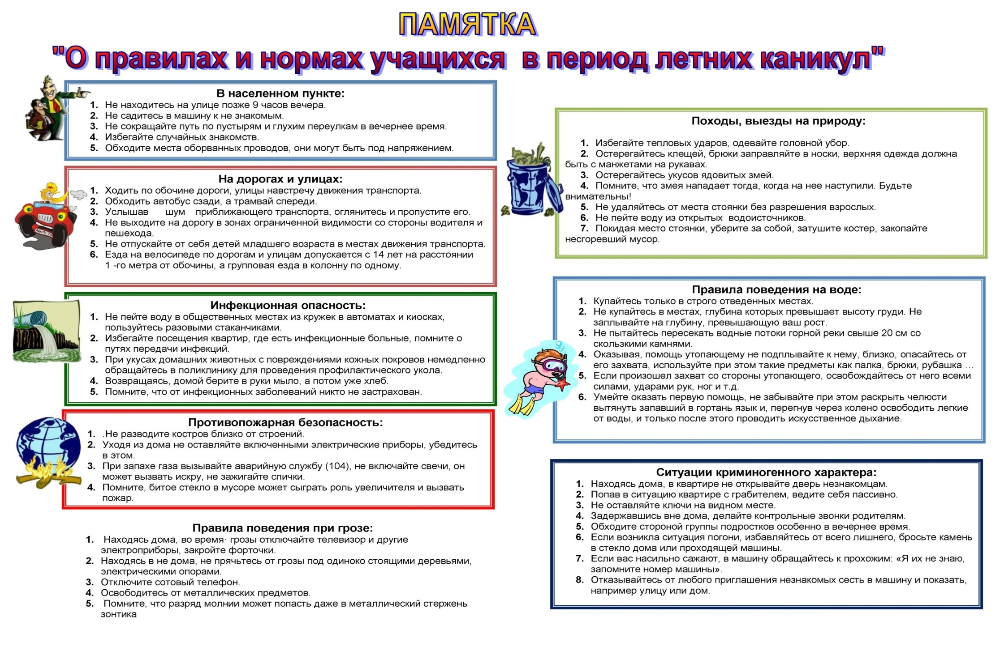 ПАМЯТКА
"О правилах и нормах учащихся в период летних каникул"
В населенном пункте:
1. Не находитесь на улице позже 9 часов вечера.
2. Не садитесь в машину к не знакомым.
3. Не сокращайте путь по пустырям и глухим переулкам в вечернее время.
4. Избегайте случайных знакомств.
5. Обходите места оборванных проводов, они могут быть под напряжением.
На дорогах и улицах:
1. Ходить по обочине дороги, улицы навстречу движения транспорта.
2. Обходить автобус сзади, а трамвай спереди.
3. Услышав шум приближающего транспорта, оглянитесь и пропустите его.
4. Не выходите на дорогу в зонах ограниченной видимости со стороны водителя и
пешехода.
5. Не отпускайте от себя детей младшего возраста в местах движения транспорта.
6. Езда на велосипеде по дорогам и улицам допускается с 14 лет на расстоянии
1 -го метра от обочины, а групповая езда в колонну по одному.
Инфекционная опасность:
1. Не пейте воду в общественных местах из кружек в автоматах и киосках,
пользуйтесь разовыми стаканчиками.
2. Избегайте посещения квартир, где есть инфекционные больные, помните о
путях передачи инфекций.
3. При укусах домашних животных с повреждениями кожных покровов немедленно
обращайтесь в поликлинику для проведения профилактического укола.
4. Возвращаясь, домой берите в руки мыло, а потом уже хлеб.
5. Помните, что от инфекционных заболеваний никто не застрахован.
Противопожарная безопасность:
1. .Не разводите костров близко от строений.
2. Уходя из дома не оставляйте включенными электрические приборы, убедитесь
в этом.
3. При запахе газа вызывайте аварийную службу (104), не включайте свечи, он
может вызвать искру, не зажигайте спички.
4. Помните, битое стекло в мусоре может сыграть роль увеличителя и вызвать
пожар.
Правила поведения при грозе:
1. Находясь дома, во время· грозы отключайте телевизор и другие
электроприборы, закройте форточки.
2. Находясь в не дома, не прячьтесь от грозы под одиноко стоящими деревьями,
электрическими опорами.
3. Отключите сотовый телефон.
4. Освободитесь от металлических предметов.
5. Помните, что разряд молнии может попасть даже в металлический стержень
зонтика
Походы, выезды на природу:
1. Избегайте тепловых ударов, одевайте головной убор.
2. Остерегайтесь клещей, брюки заправляйте в носки, верхняя одежда должна
быть с манжетами на рукавах.
3. Остерегайтесь укусов ядовитых змей.
4. Помните, что змея нападает тогда, когда на нее наступили. Будьте
внимательны!
5. Не удаляйтесь от места стоянки без разрешения взрослых.
6. Не пейте воду из открытых водоисточников.
7. Покидая место стоянки, уберите за собой, затушите костер, закопайте
несгоревший мусор.
Правила поведения на воде:
1. Купайтесь только в строго отведенных местах.
2. Не купайтесь в местах, глубина которых превышает высоту груди. Не
заплывайте на глубину, превышающую ваш рост.
3. Не пытайтесь пересекать водные потоки горной реки свыше 20 см со
скользкими камнями.
4. Оказывая, помощь утопающему не подплывайте к нему, близко, опасайтесь от
его захвата, используйте при этом такие предметы как палка, брюки, рубашка ...
5. Если произошел захват со стороны утопающего, освобождайтесь от него всеми
силами, ударами рук, ног и т.д.
6. Умейте оказать первую помощь, не забывайте при этом раскрыть челюсти
вытянуть запавший в гортань язык и, перегнув через колено освободить легкие
от воды, и только после этого проводить искусственное дыхание.
Ситуации криминогенного характера:
1. Находясь дома, в квартире не открывайте дверь незнакомцам.
2. Попав в ситуацию квартире с грабителем, ведите себя пассивно.
3. Не оставляйте ключи на видном месте.
4. Задержавшись вне дома, делайте контрольные звонки родителям.
5. Обходите стороной группы подростков особенно в вечернее время.
6. Если возникла ситуация погони, избавляйтесь от всего лишнего, бросьте камень
в стекло дома или проходящей машины.
7. Если вас насильно сажают, в машину обращайтесь к прохожим: «Я их не знаю,
запомните номер машины».
8. Отказывайтесь от любого приглашения незнакомых сесть в машину и показать,
например улицу или дом.